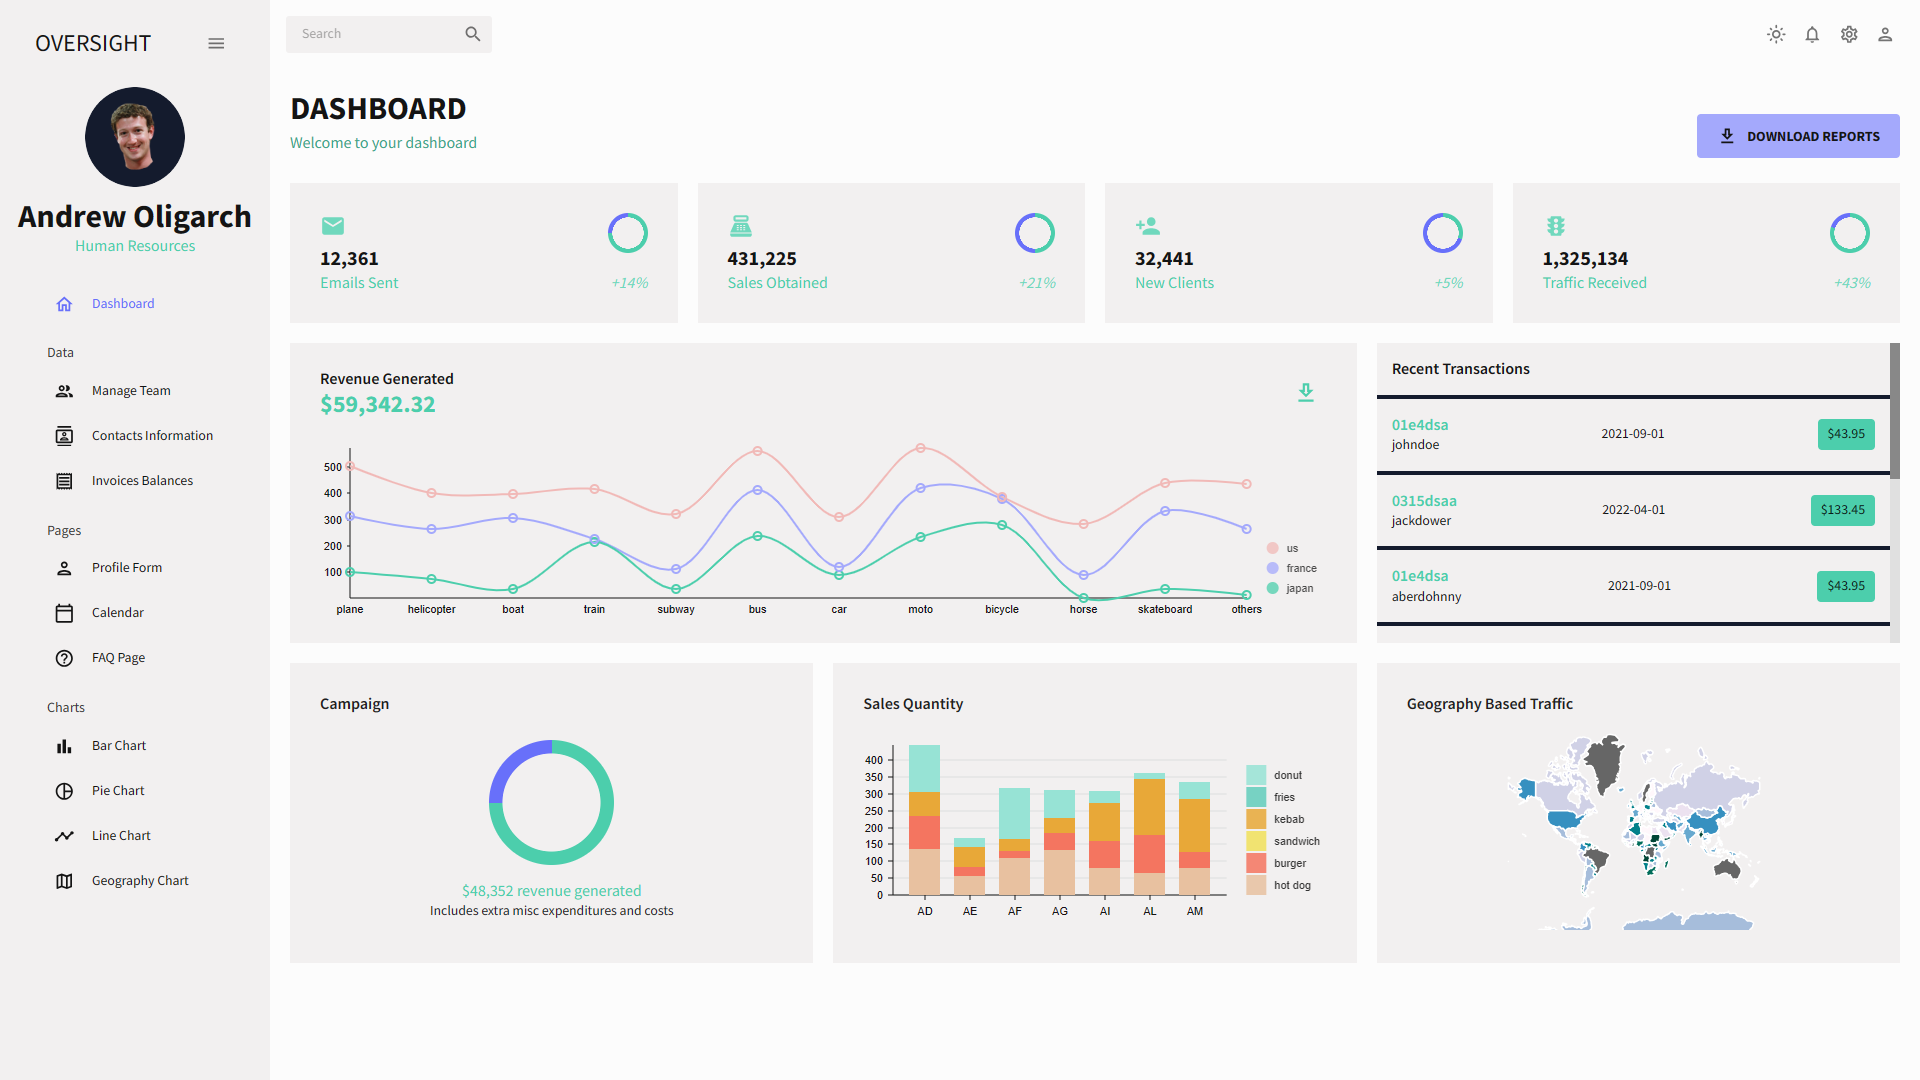 OVERSIGHT
Search
Andrew Oligarch
Human Resources
Dashboard
Data
Manage Team
Contacts Information
Invoices Balances
Pages
Profile Form
Calendar
FAQ Page
Charts
Bar Chart
Pie Chart
Line Chart
Geography Chart
DASHBOARD
Welcome to your dashboard
DOWNLOAD REPORTS
12,361
Emails Sent
+14%
431,225
Sales Obtained
+21%
32,441
New Clients
+5%
1,325,134
Traffic Received
+43%
Revenue Generated
$59,342.32
500
400
300
200
100
plane helicopter boat train subway bus car moto bicycle horse skateboard others
us
france
japan
Recent Transactions
01e4dsa
johndoe
2021-09-01
$43.95
0315dsaa
jackdower
2022-04-01
$133.45
01e4dsa
aberdohnny
2021-09-01
$43.95
Campaign
$48,352 revenue generated
Includes extra misc expenditures and costs
Sales Quantity
400
350
300
250
200
150
100
50
0
AD AE AF AG AI AL AM
donut
fries
kebab
sandwich
burger
hot dog
Geography Based Traffic